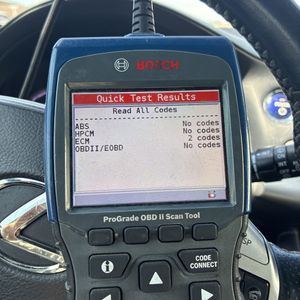 BOSCH
Quick Test Results
Read All Codes
ABS No codes
HPCM No codes
ECM 2 codes
OBDII/EOBD No codes
ProGrade OBD II Scan Tool
CODE
CONNECT
SP